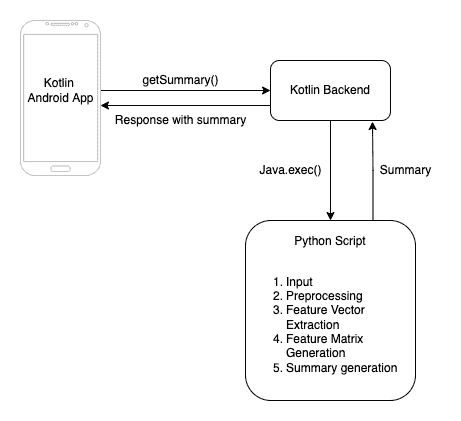 Kotlin
Android App
getSummary()
Response with summary
Kotlin Backend
Java.exec()
Summary
Python Script
1. Input
2. Preprocessing
3. Feature Vector
Extraction
4. Feature Matrix
Generation
5. Summary generation